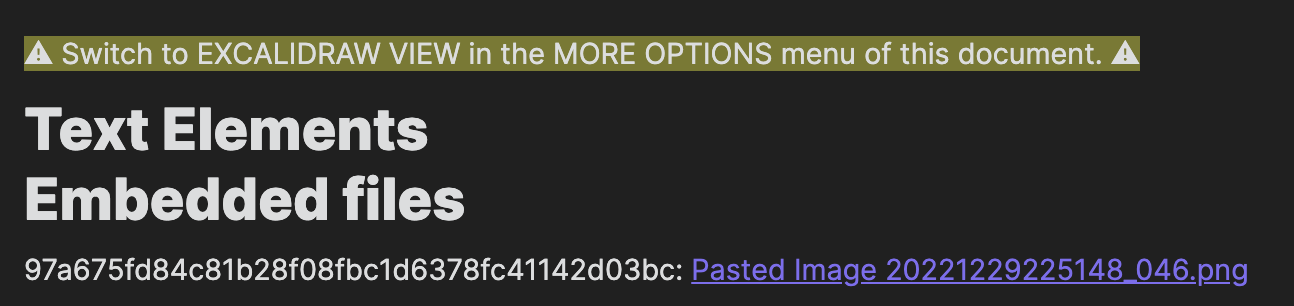 ⚠ Switch to EXCALIDRAW VIEW in the MORE OPTIONS menu of this document. ⚠
Text Elements
Embedded files
97a675fd84c81b28f08fbc1d6378fc41142d03bc: Pasted Image 20221229225148_046.png